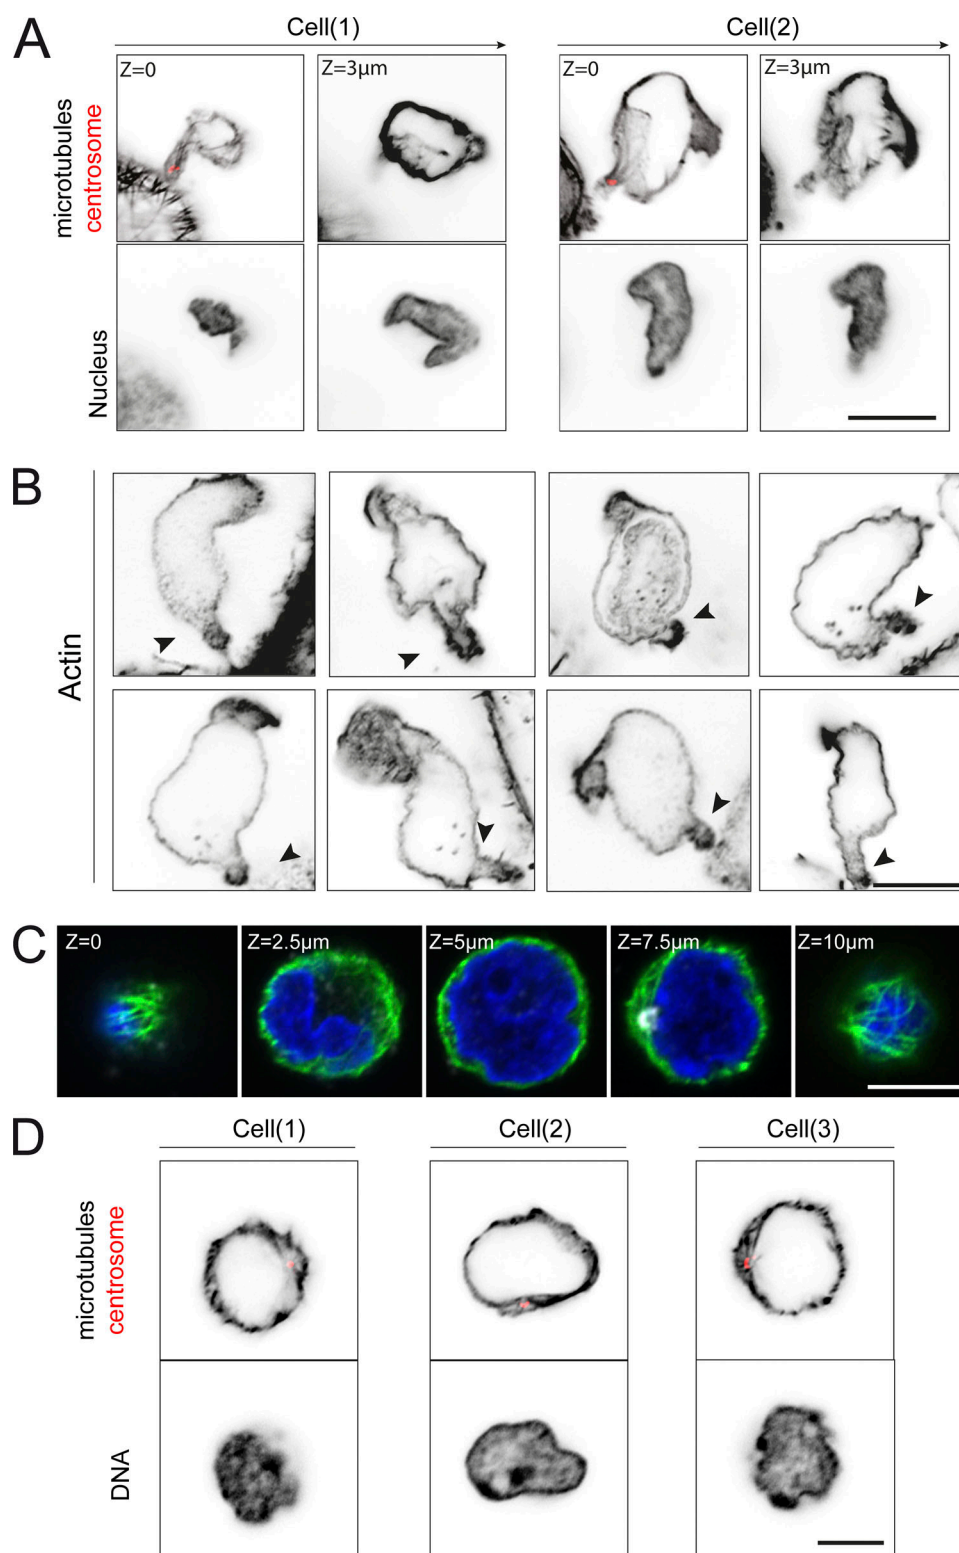 A
Cell(1)
Cell(2)
microtubules
centrosome
Z=0
Z=3µm
Z=0
Z=3µm
Nucleus
B
Actin
C
Z=0
Z=2.5µm
Z=5µm
Z=7.5µm
Z=10µm
D
Cell(1)
Cell(2)
Cell(3)
microtubules
centrosome
DNA